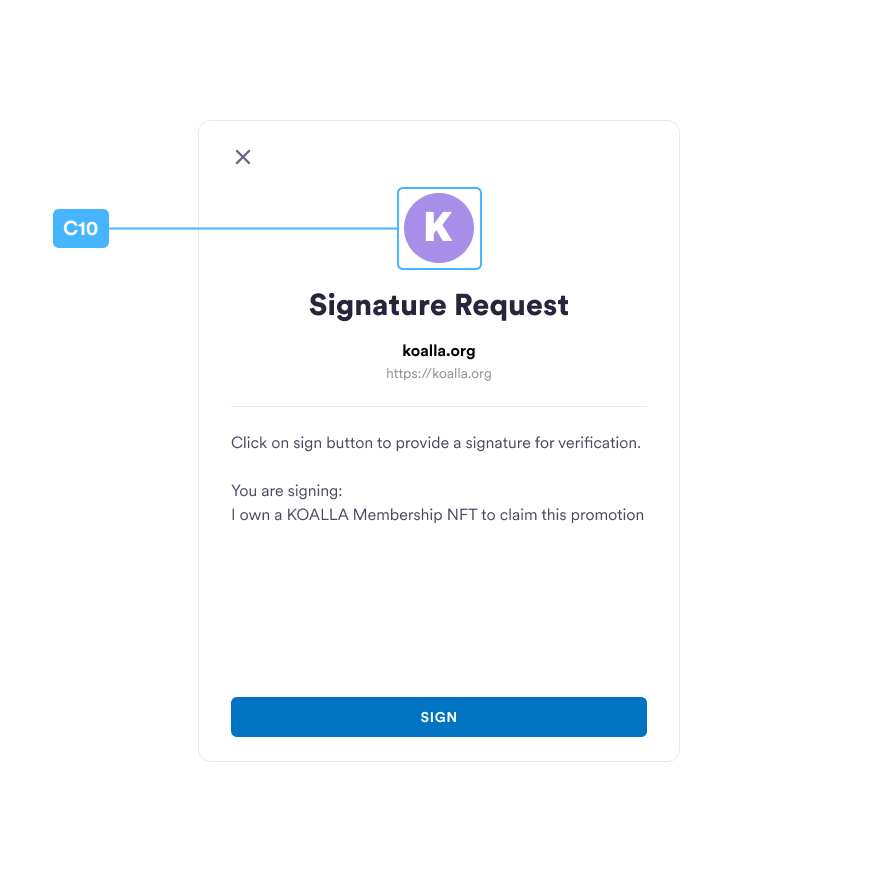 C10
K
Signature Request
koalla.org
https://koalla.org
Click on sign button to provide a signature for verification.
You are signing:
I own a KOALLA Membership NFT to claim this promotion
SIGN